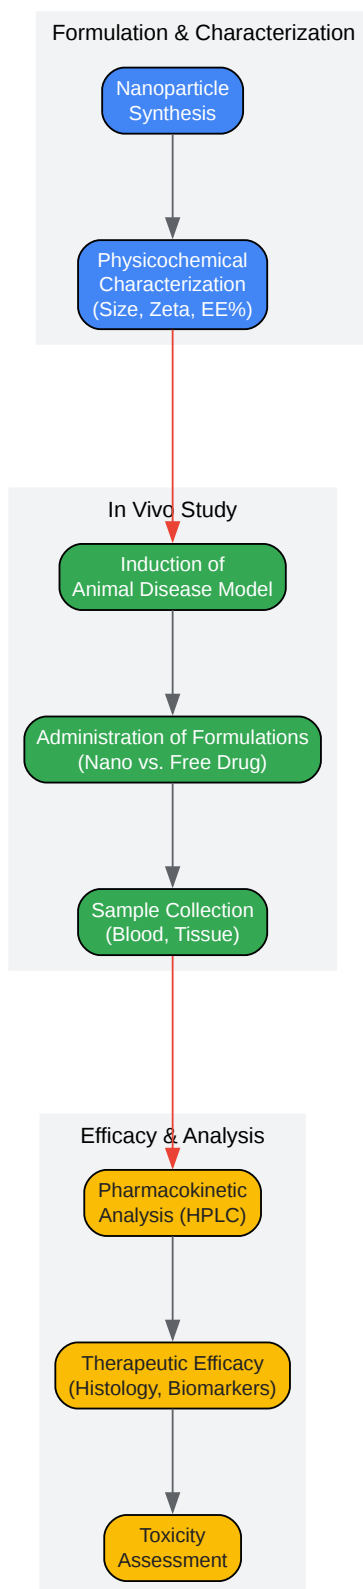 Formulation & Characterization
Nanoparticle
Synthesis
Physicochemical
Characterization
(Size, Zeta, EE%)
In Vivo Study
Induction of
Animal Disease Model
Administration of Formulations
(Nano vs. Free Drug)
Sample Collection
(Blood, Tissue)
Efficacy & Analysis
Pharmacokinetic
Analysis (HPLC)
Therapeutic Efficacy
(Histology, Biomarkers)
Toxicity
Assessment